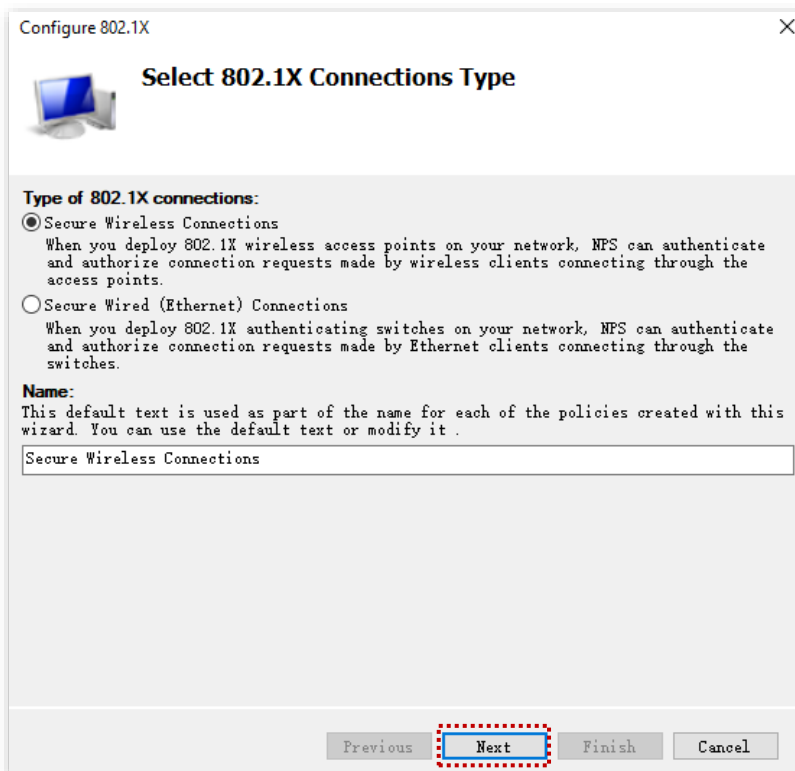 Configure 802.1X
Select 802.1X Connections Type
Type of 802.1X connections:
Secure Wireless Connections
When you deploy 802.1X wireless access points on your network, NPS can authenticate
and authorize connection requests made by wireless clients connecting through the
access points.
Secure Wired (Ethernet) Connections
When you deploy 802.1X authenticating switches on your network, NPS can authenticate
and authorize connection requests made by Ethernet clients connecting through the
switches.
Name:
This default text is used as part of the name for each of the policies created with this
wizard. You can use the default text or modify it .
Secure Wireless Connections
Previous Next Finish Cancel